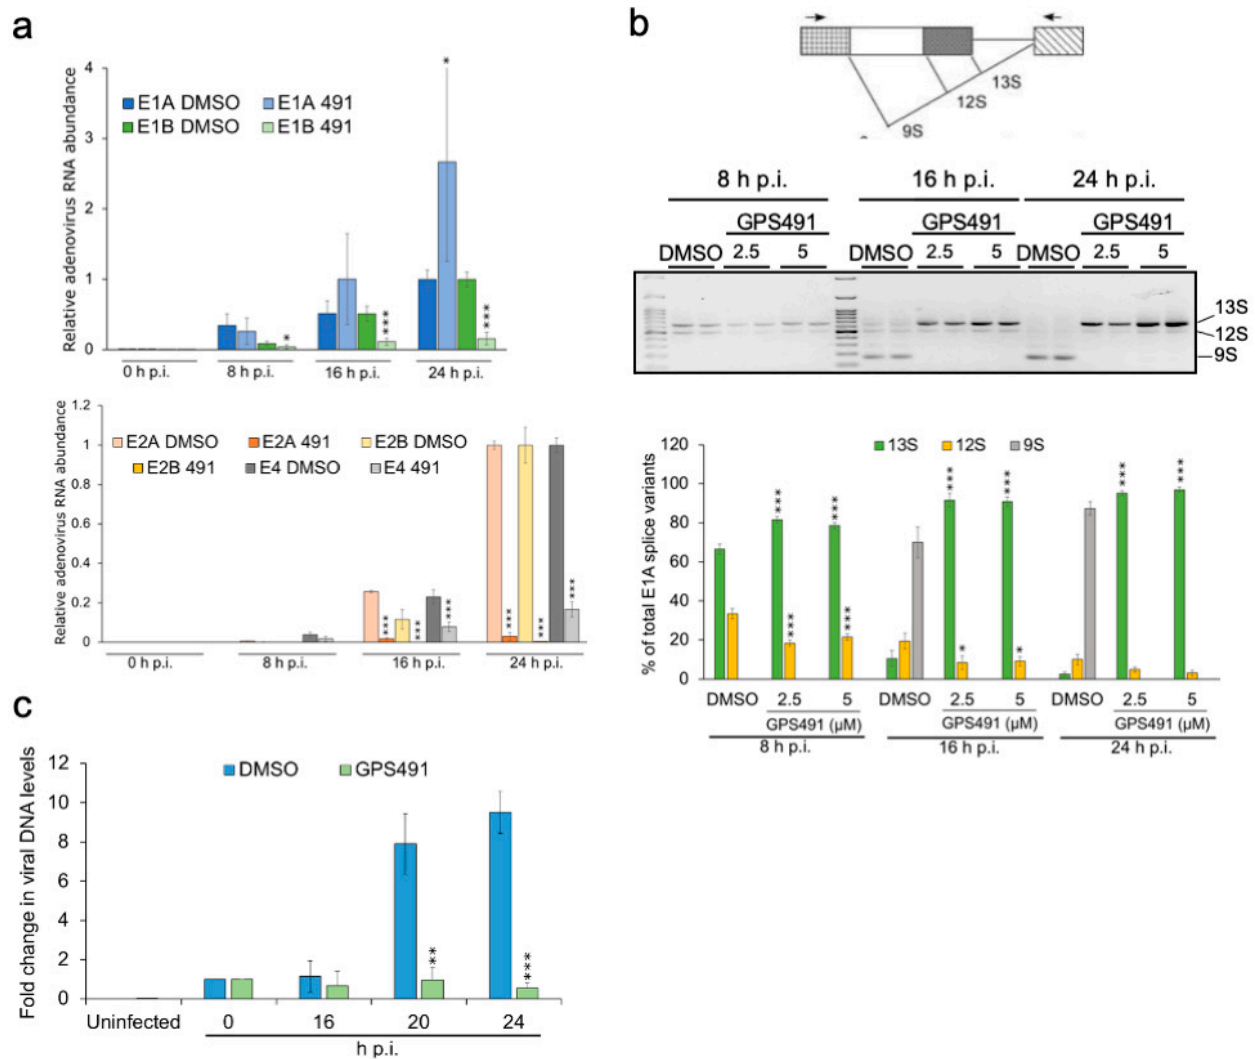 a
Relative adenovirus RNA abundance
4
3
2
1
0
E1A DMSO E1A 491
E1B DMSO E1B 491
*
*
***
***
0 h p.i. 8 h p.i. 16 h p.i. 24 h p.i.
Relative adenovirus RNA abundance
1.2
1
0.8
0.6
0.4
0.2
0
E2A DMSO E2A 491 E2B DMSO
E2B 491 E4 DMSO E4 491
***
***
***
***
***
***
0 h p.i. 8 h p.i. 16 h p.i. 24 h p.i.
b
13S
12S
9S
8 h p.i. 16 h p.i. 24 h p.i.
GPS491 GPS491 GPS491
DMSO 2.5 5 DMSO 2.5 5 DMSO 2.5 5
13S
12S
9S
% of total E1A splice variants
120
100
80
60
40
20
0
13S 12S 9S
***
***
***
***
***
*
***
*
***
***
DMSO 2.5 5 DMSO 2.5 5 DMSO 2.5 5
GPS491 (µM) GPS491 (µM) GPS491 (µM)
8 h p.i. 16 h p.i. 24 h p.i.
c
Fold change in viral DNA levels
12
10
8
6
4
2
0
DMSO GPS491
**
***
Uninfected 0 16 20 24
h p.i.